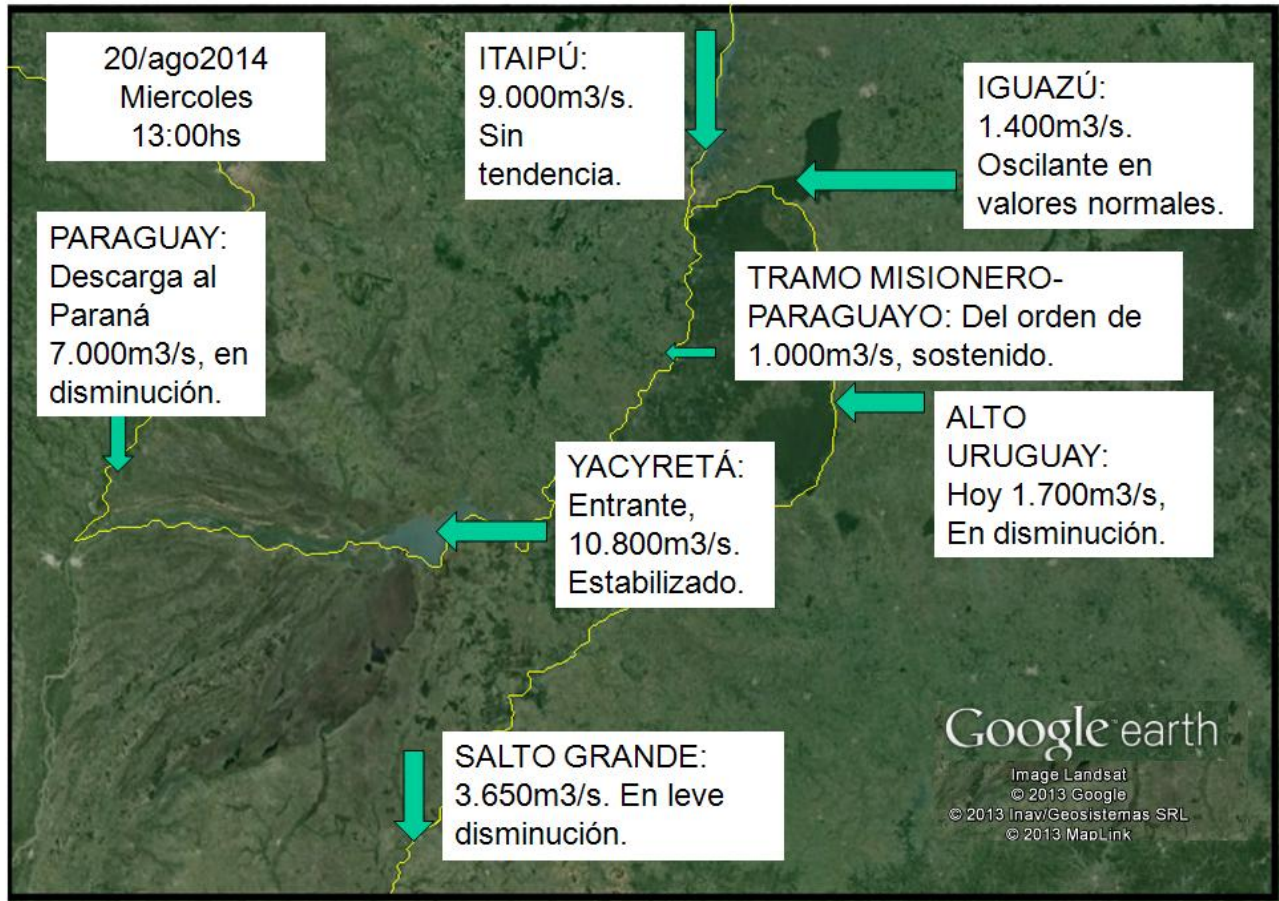 20/ago2014
Miercoles
13:00hs
ITAIPÚ:
9.000m3/s.
Sin
tendencia.
IGUAZÚ:
1.400m3/s.
Oscilante en
valores normales.
PARAGUAY:
Descarga al
Paraná
7.000m3/s, en
disminución.
TRAMO MISIONERO-
PARAGUAYO: Del orden de
1.000m3/s, sostenido.
ALTO
URUGUAY:
Hoy 1.700m3/s,
En disminución.
YACYRETÁ:
Entrante,
10.800m3/s.
Estabilizado.
SALTO GRANDE:
3.650m3/s. En leve
disminución.
Google earth
Image Landsat
© 2013 Google
© 2013 Inav/Geosistemas SRL
© 2013 MapLink